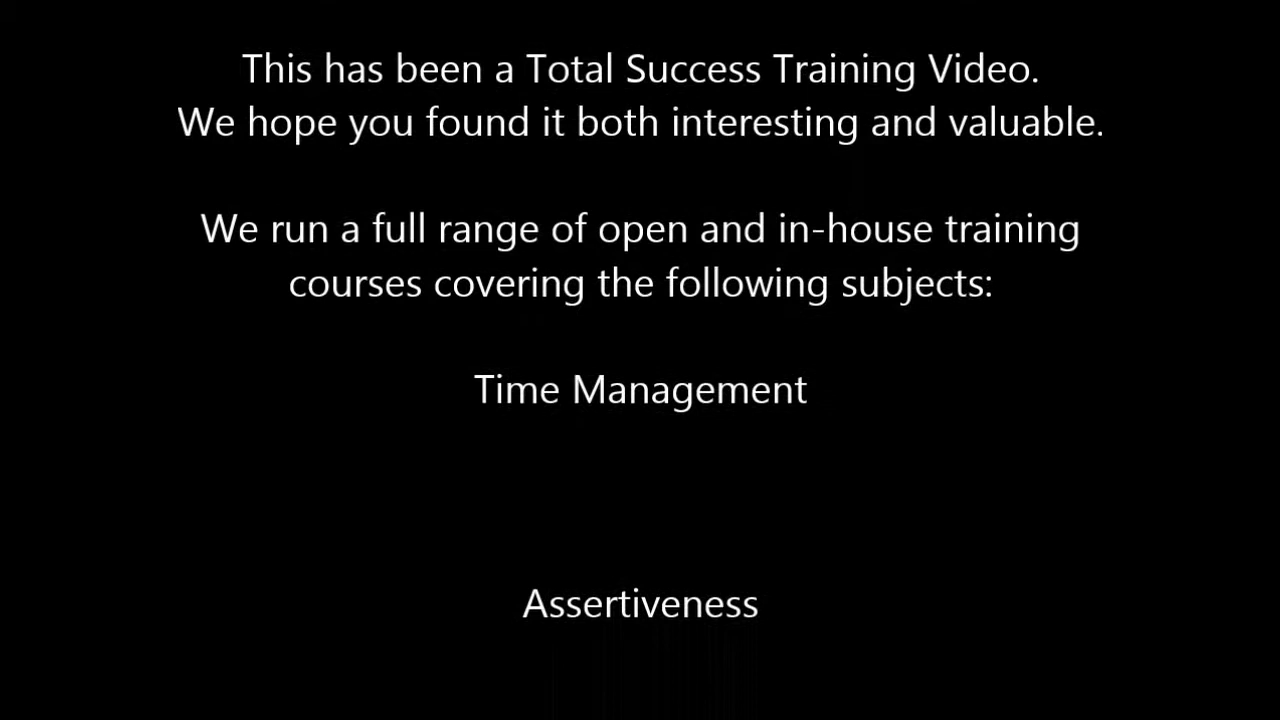 This has been a Total Success Training Video.
We hope you found it both interesting and valuable.
We run a full range of open and in-house training
courses covering the following subjects:
Time Management
Assertiveness